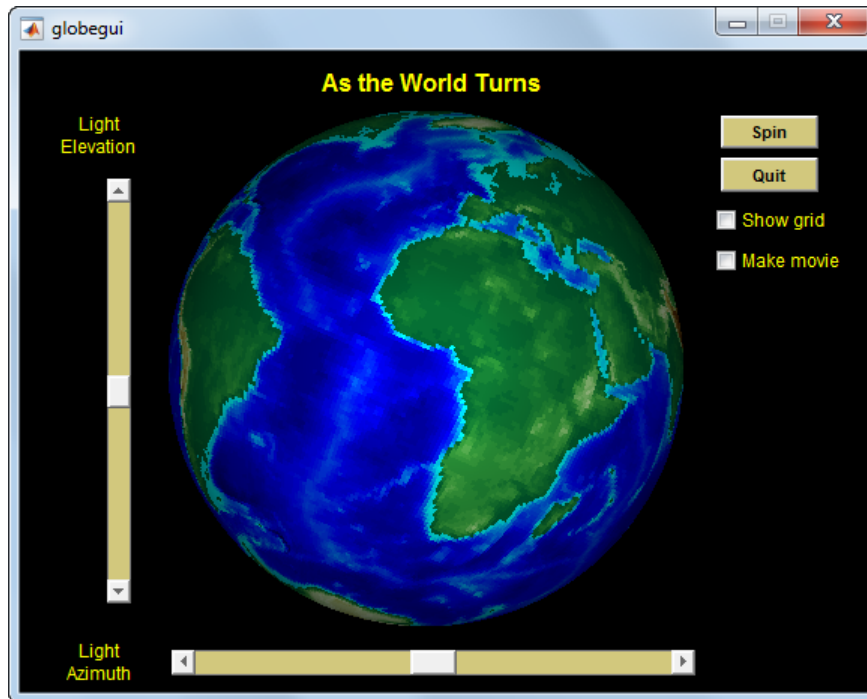 globegui
As the World Turns
Light
Elevation
Spin
Quit
Show grid
Make movie
Light
Azimuth